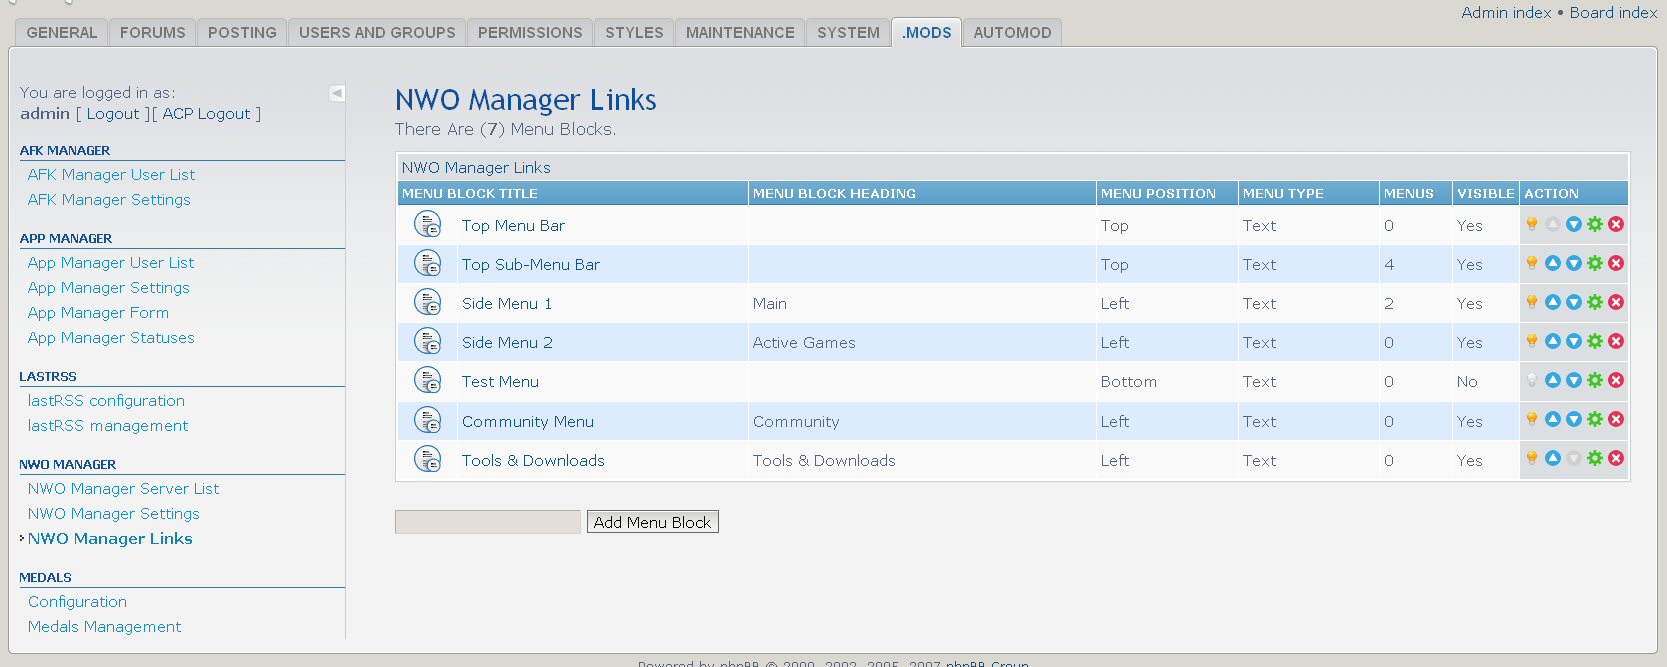 Admin index • Board index
GENERAL FORUMS POSTING USERS AND GROUPS PERMISSIONS STYLES MAINTENANCE SYSTEM .MODS AUTOMOD
You are logged in as:
admin [ Logout ][ ACP Logout ]
AFK MANAGER
AFK Manager User List
AFK Manager Settings
APP MANAGER
App Manager User List
App Manager Settings
App Manager Form
App Manager Statuses
LASTRSS
lastRSS configuration
lastRSS management
NWO MANAGER
NWO Manager Server List
NWO Manager Settings
NWO Manager Links
MEDALS
Configuration
Medals Management
NWO Manager Links
There Are (7) Menu Blocks.
NWO Manager Links
MENU BLOCK TITLE MENU BLOCK HEADING MENU POSITION MENU TYPE MENUS VISIBLE ACTION
Top Menu Bar Top Text 0 Yes
Top Sub-Menu Bar Top Text 4 Yes
Side Menu 1 Main Left Text 2 Yes
Side Menu 2 Active Games Left Text 0 Yes
Test Menu Bottom Text 0 No
Community Menu Community Left Text 0 Yes
Tools & Downloads Tools & Downloads Left Text 0 Yes
Add Menu Block
Powered by phpBB © 2000, 2002, 2005, 2007 phpBB Group